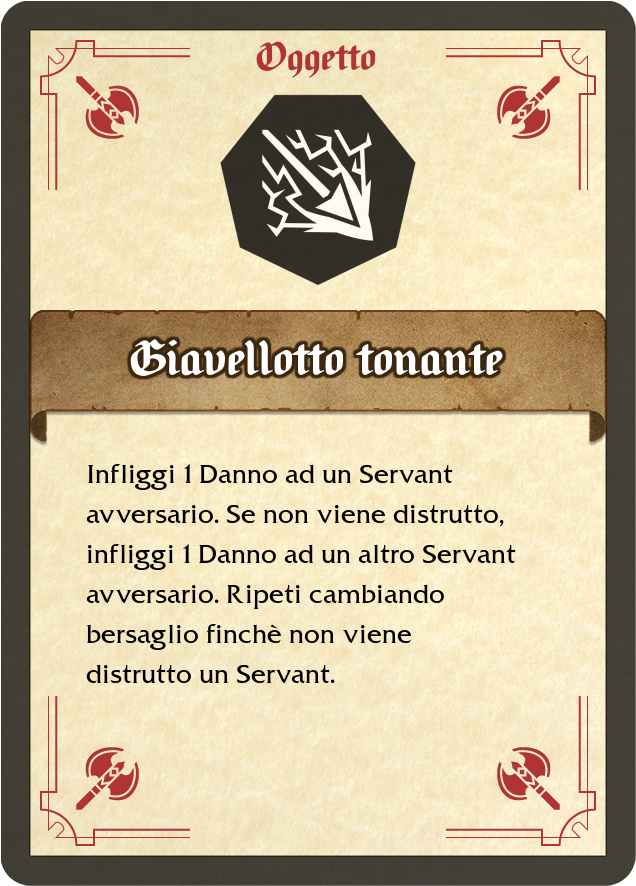 Oggetto
Giavellotto tonante
Infliggi 1 Danno ad un Servant
avversario. Se non viene distrutto,
infliggi 1 Danno ad un altro Servant
avversario. Ripeti cambiando
bersaglio finchè non viene
distrutto un Servant.